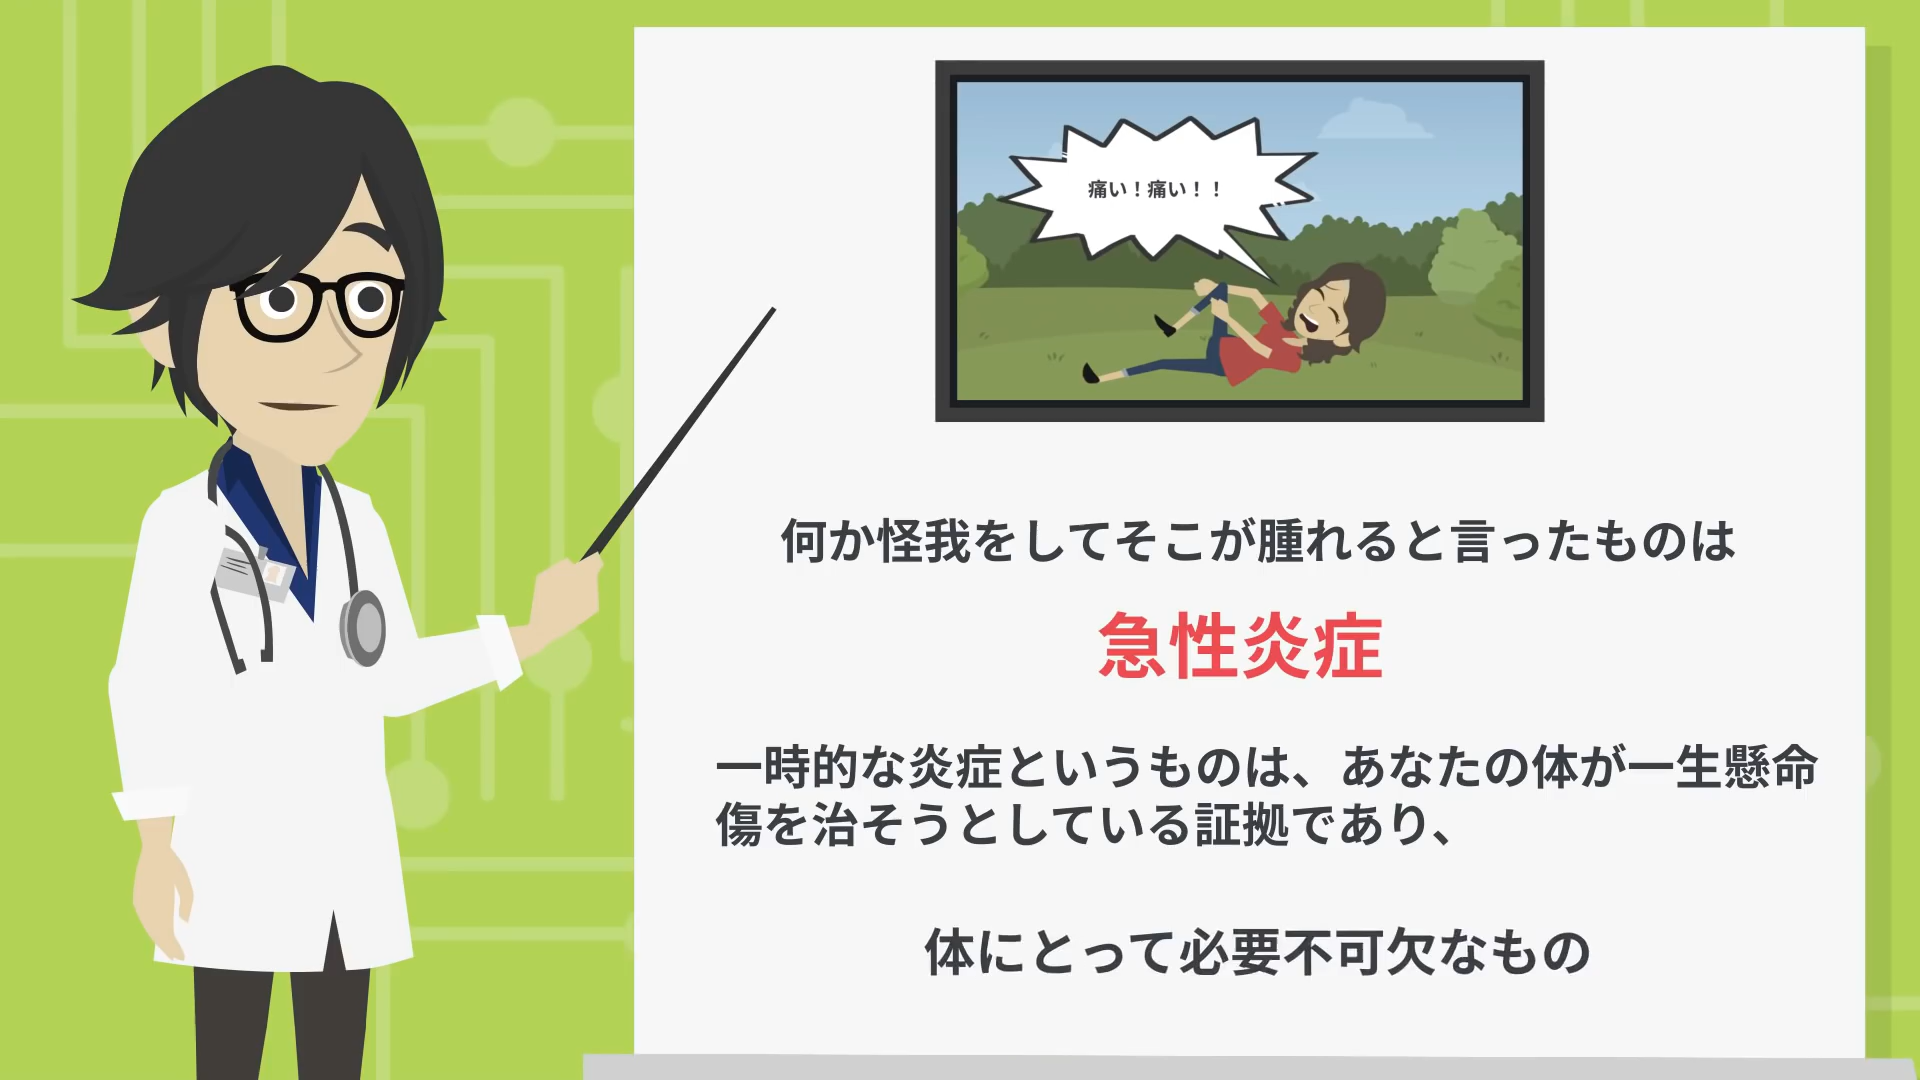 痛い！痛い！！
何か怪我をしてそこが腫れると言ったものは
急性炎症
一時的な炎症というものは、あなたの体が一生懸命
傷を治そうとしている証拠であり、
体にとって必要不可欠なもの